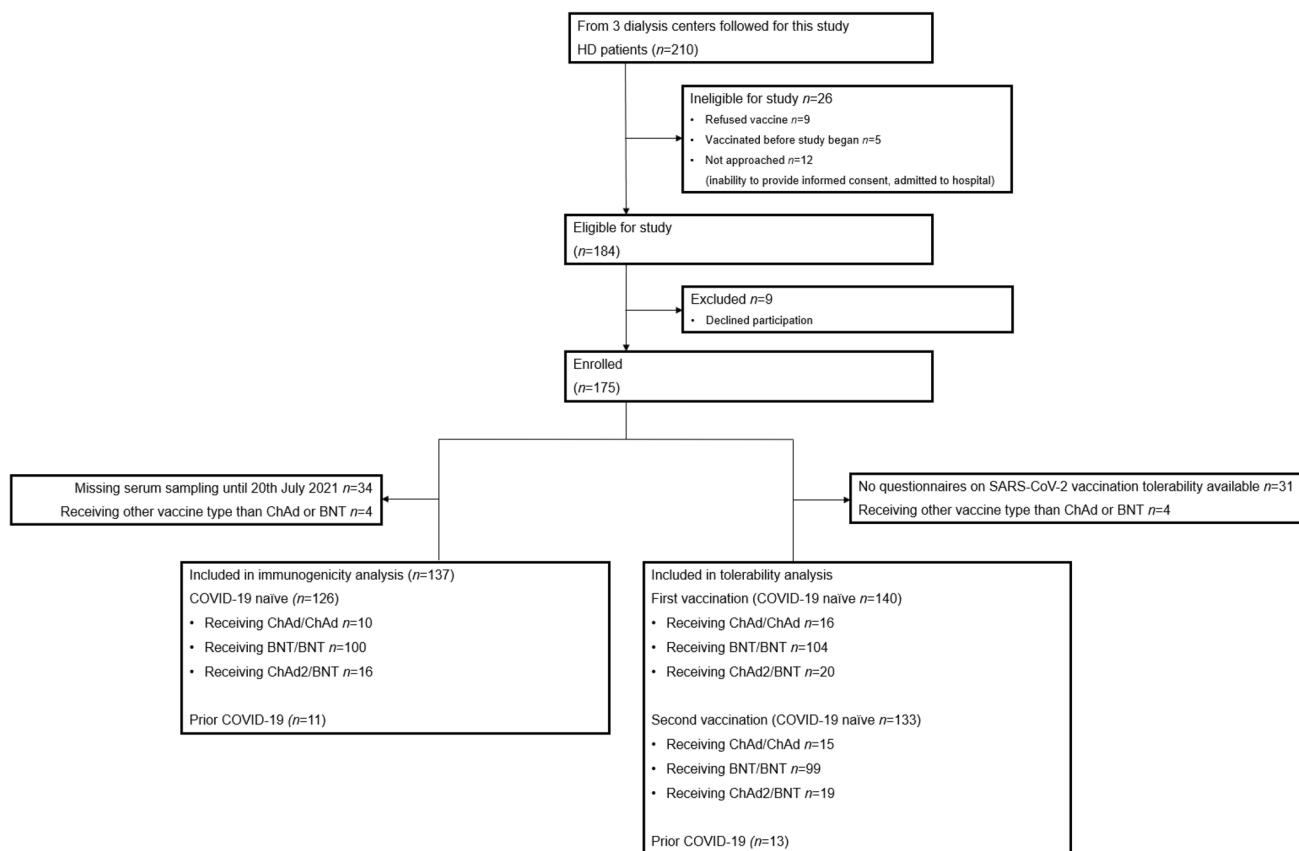 From 3 dialysis centers followed for this study
HD patients (n=210)
Ineligible for study n=26
• Refused vaccine n=9
• Vaccinated before study began n=5
• Not approached n=12
(inability to provide informed consent, admitted to hospital)
Eligible for study
(n=184)
Excluded n=9
• Declined participation
Enrolled
(n=175)
Missing serum sampling until 20th July 2021 n=34
Receiving other vaccine type than ChAd or BNT n=4
No questionnaires on SARS-CoV-2 vaccination tolerability available n=31
Receiving other vaccine type than ChAd or BNT n=4
Included in immunogenicity analysis (n=137)
COVID-19 naïve (n=126)
• Receiving ChAd/ChAd n=10
• Receiving BNT/BNT n=100
• Receiving ChAd2/BNT n=16
Prior COVID-19 (n=11)
Included in tolerability analysis
First vaccination (COVID-19 naïve n=140)
• Receiving ChAd/ChAd n=16
• Receiving BNT/BNT n=104
• Receiving ChAd2/BNT n=20
Second vaccination (COVID-19 naïve n=133)
• Receiving ChAd/ChAd n=15
• Receiving BNT/BNT n=99
• Receiving ChAd2/BNT n=19
Prior COVID-19 (n=13)